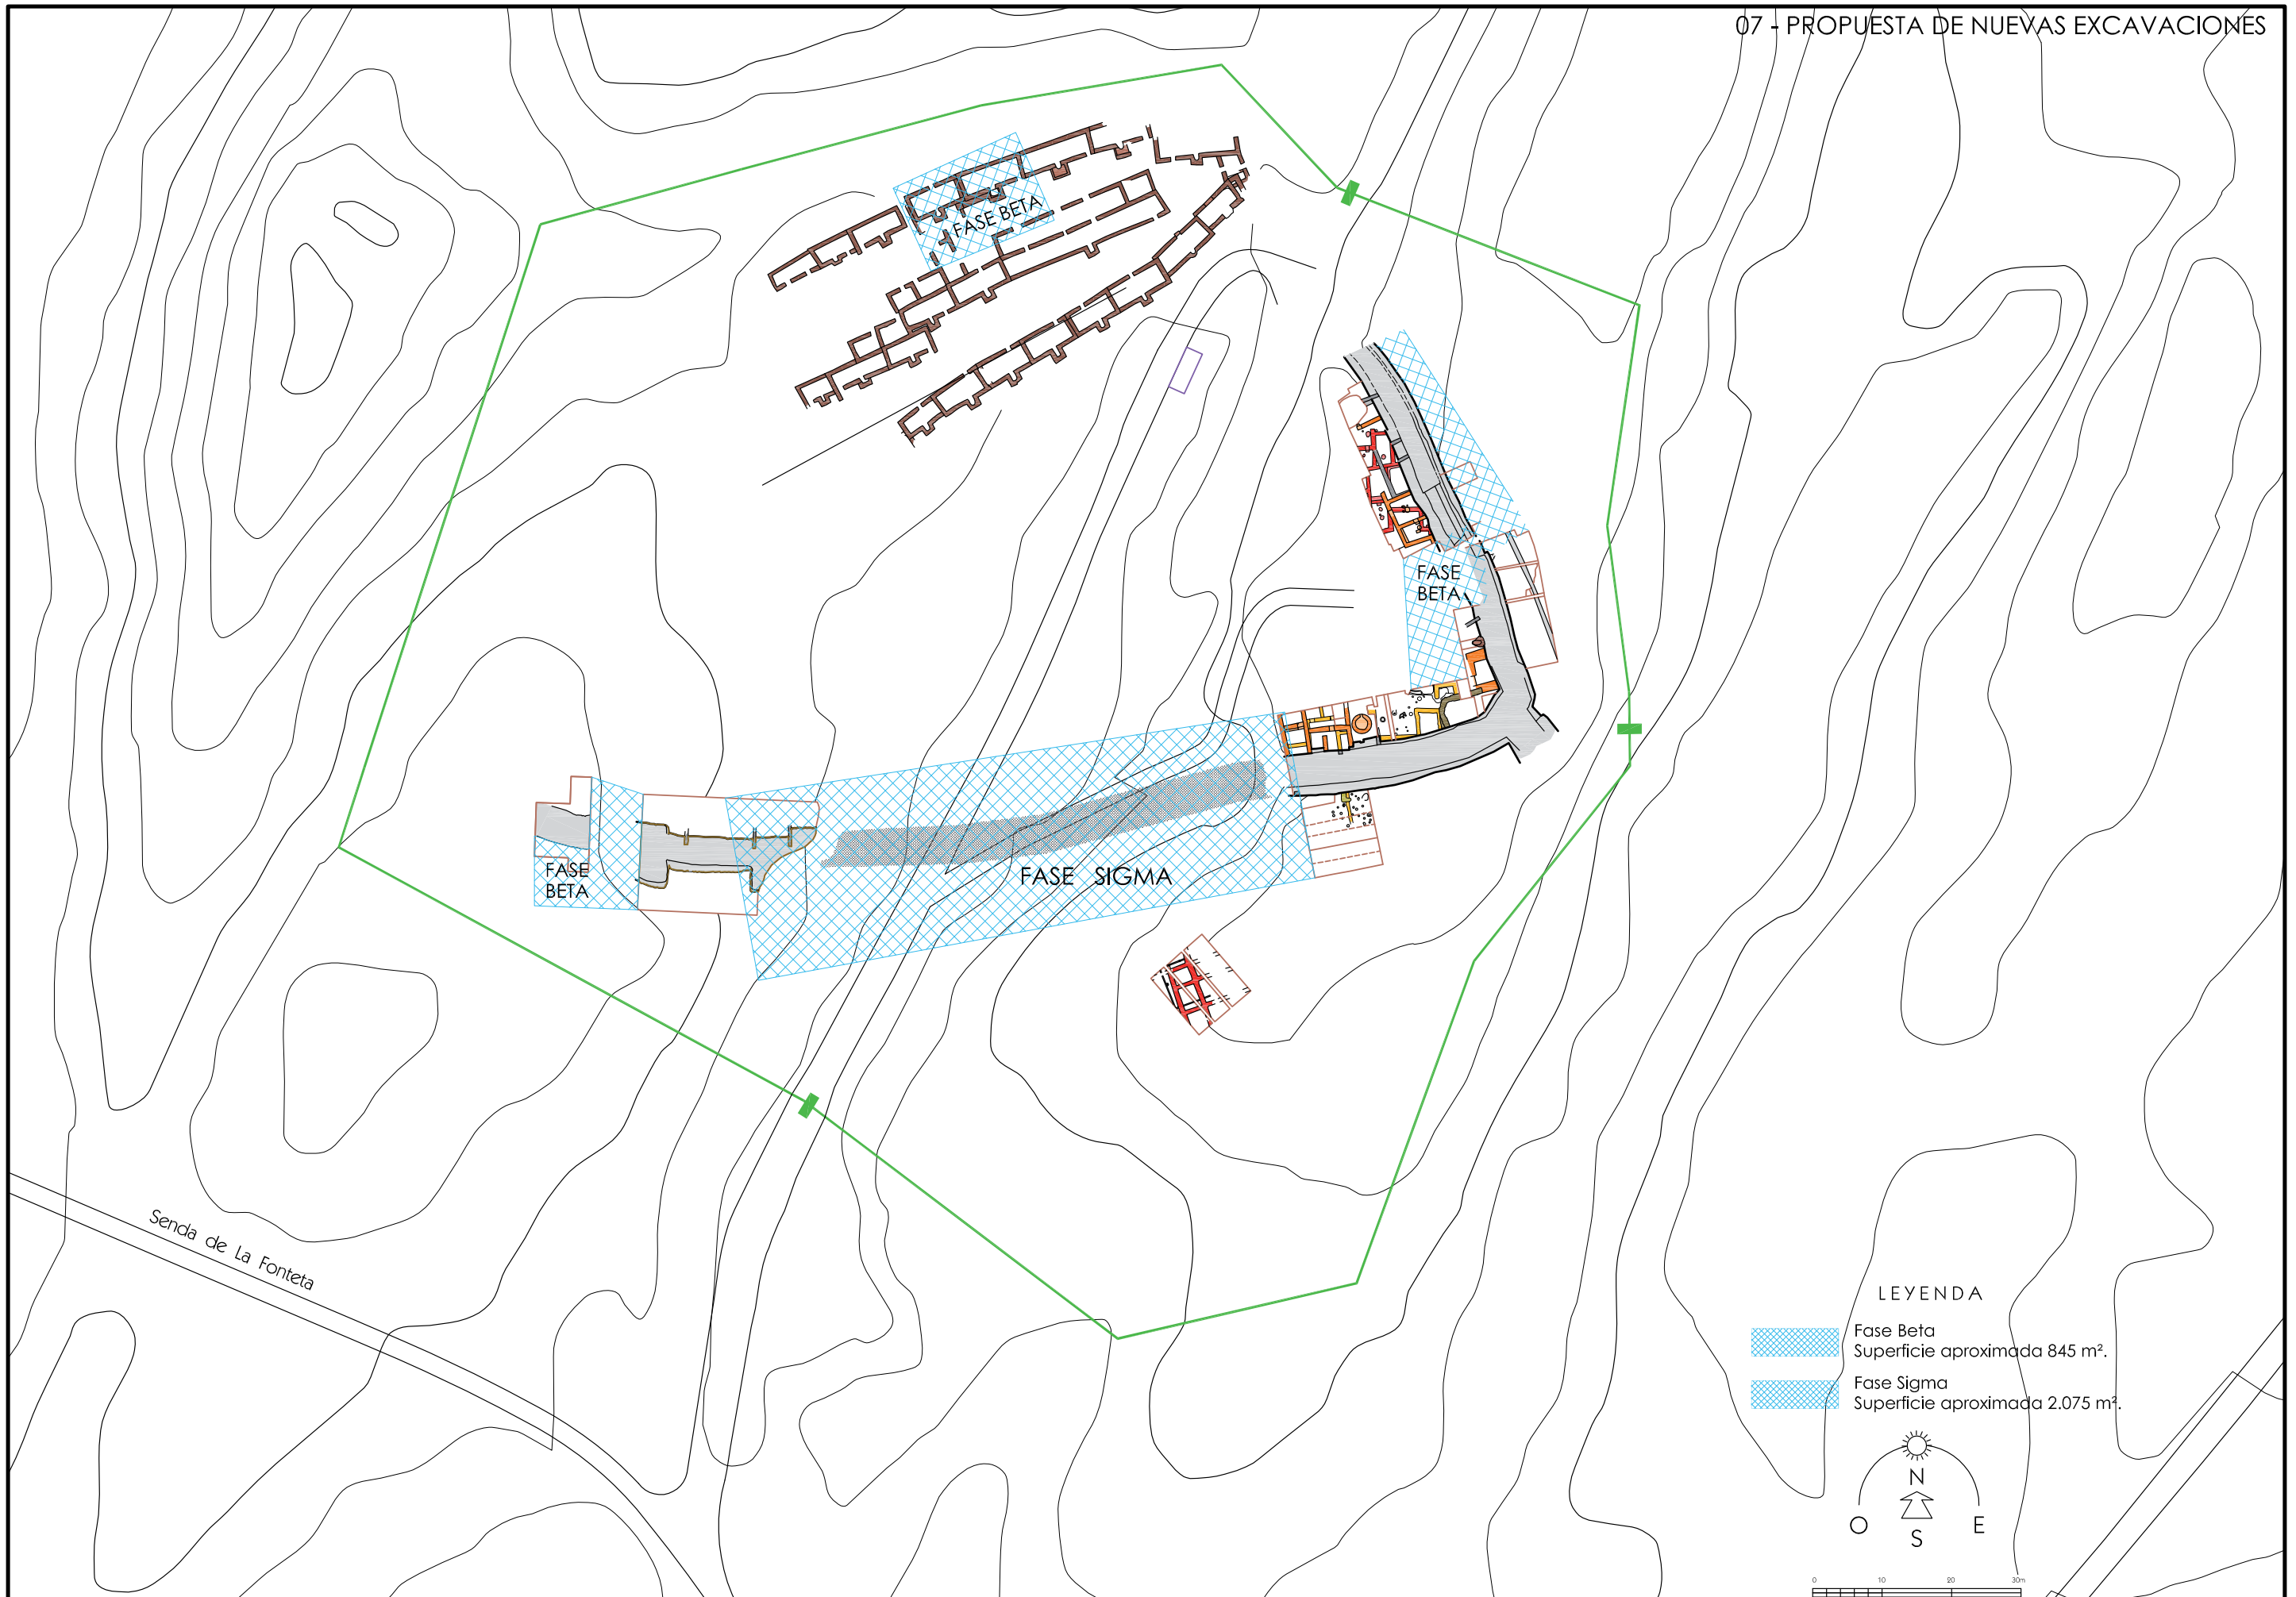 07 - PROPUESTA DE NUEVAS EXCAVACIONES
FASE BETA
FASE
BETA
FASE
BETA
FASE SIGMA
Senda de La Fonteta
LEYENDA
Fase Beta
Superficie aproximada 845 m².
Fase Sigma
Superficie aproximada 2.075 m².
N
O
E
S
0 10 20 30m